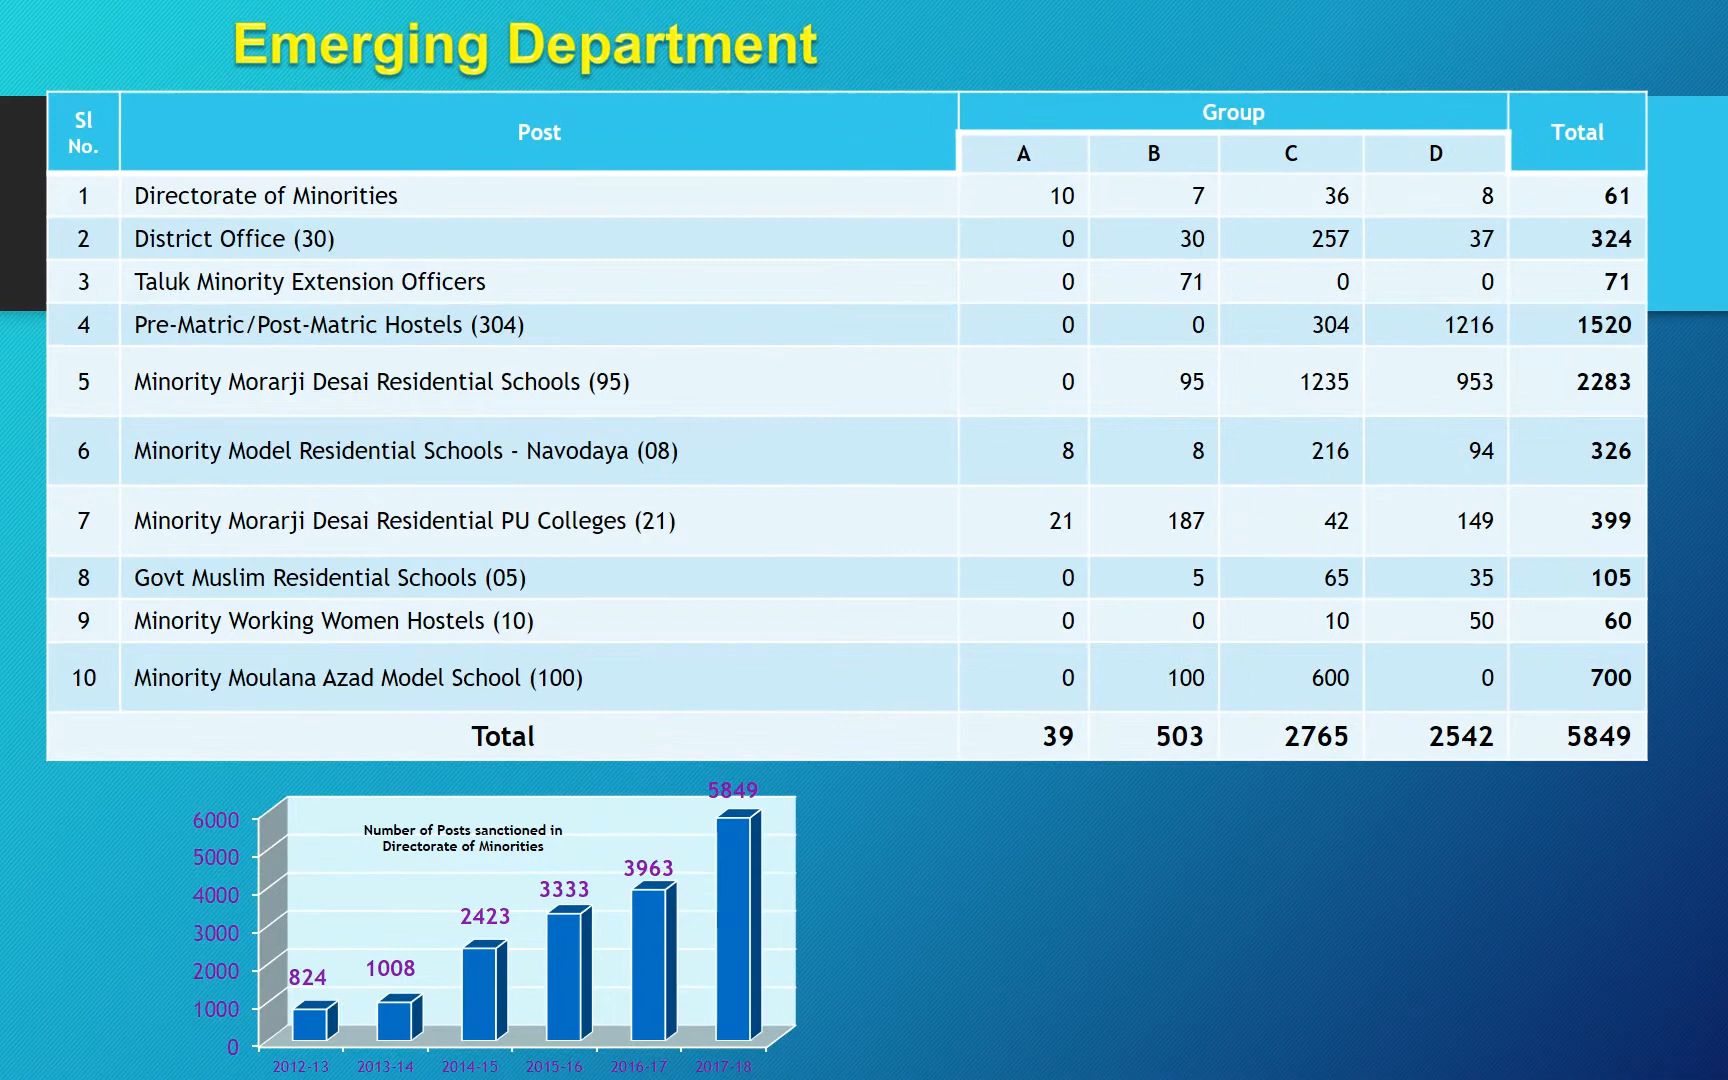 Emerging Department
Sl No. Post Group Total
A B C D
1 Directorate of Minorities 10 7 36 8 61
2 District Office (30) 0 30 257 37 324
3 Taluk Minority Extension Officers 0 71 0 0 71
4 Pre-Matric/Post-Matric Hostels (304) 0 0 304 1216 1520
5 Minority Morarji Desai Residential Schools (95) 0 95 1235 953 2283
6 Minority Model Residential Schools - Navodaya (08) 8 8 216 94 326
7 Minority Morarji Desai Residential PU Colleges (21) 21 187 42 149 399
8 Govt Muslim Residential Schools (05) 0 5 65 35 105
9 Minority Working Women Hostels (10) 0 0 10 50 60
10 Minority Moulana Azad Model School (100) 0 100 600 0 700
Total 39 503 2765 2542 5849
Number of Posts sanctioned in
Directorate of Minorities
6000
5000
4000
3000
2000
1000
0
824 1008 2423 3333 3963 5849
2012-13 2013-14 2014-15 2015-16 2016-17 2017-18